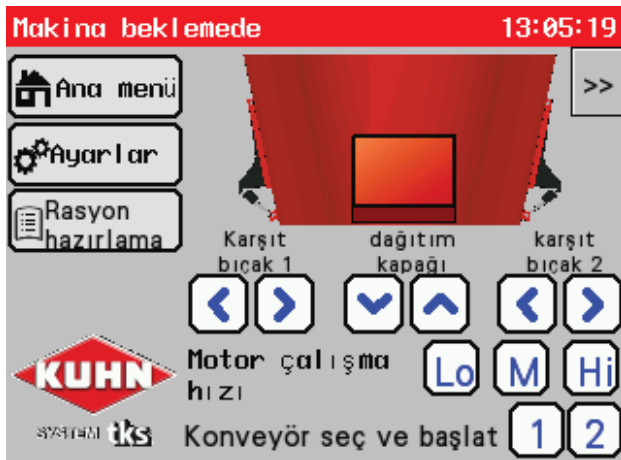 Makina beklemede 13:05:19
Ana menü
>>
Ayarlar
Rasyon
hazırlama
Karşıt
bıçak 1
dağıtım
kapağı
karşıt
bıçak 2
Motor çalışma
hızı
Lo M Hi
KUHN
SYSTEM tks
Konveyör seç ve başlat 1 2